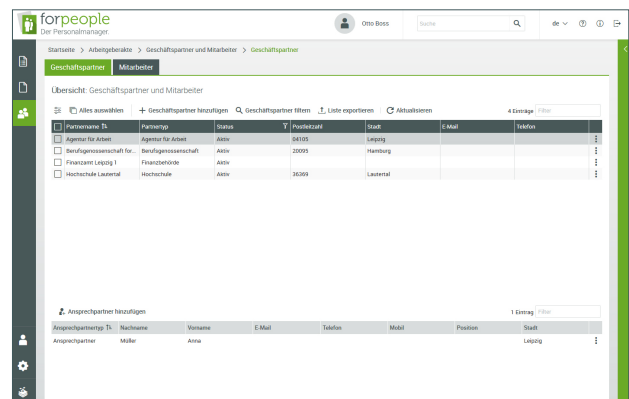 forpeople
Der Personalmanager.
Otto Boss
Suche
de
Startseite > Arbeitgeberakte > Geschäftspartner und Mitarbeiter > Geschäftspartner
Geschäftspartner Mitarbeiter
Übersicht: Geschäftspartner und Mitarbeiter
Alles auswählen + Geschäftspartner hinzufügen Geschäftspartner filtern Liste exportieren Aktualisieren 4 Einträge Filter
Partnername Partnertyp Status Postleitzahl Stadt E-Mail Telefon
Agentur für Arbeit Agentur für Arbeit Aktiv 04105 Leipzig
Berufsgenossenschaft for... Berufsgenossenschaft Aktiv 20095 Hamburg
Finanzamt Leipzig 1 Finanzbehörde Aktiv
Hochschule Lautertal Hochschule Aktiv 36369 Lautertal
Ansprechpartner hinzufügen 1 Eintrag Filter
Ansprechpartnertyp Nachname Vorname E-Mail Telefon Mobil Position Stadt
Ansprechpartner Müller Anna Leipzig